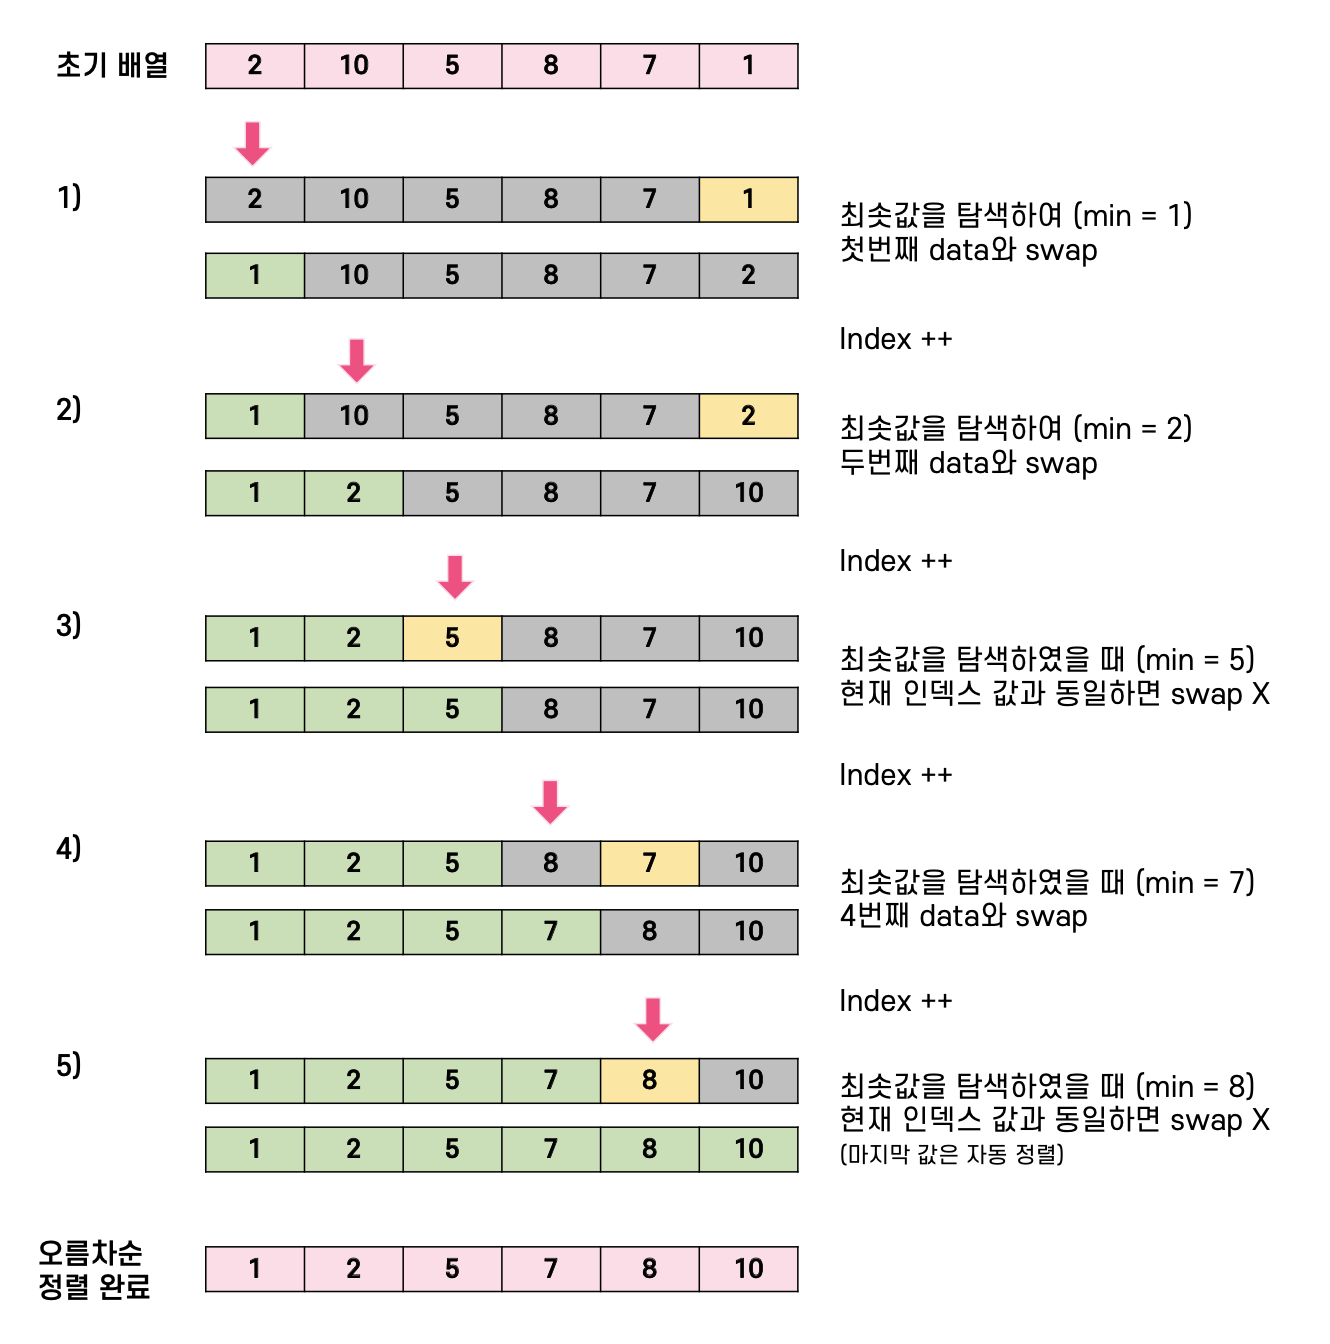 초기 배열 2 10 5 8 7 1
1) 2 10 5 8 7 1
최솟값을 탐색하여 (min = 1)
첫번째 data와 swap
1 10 5 8 7 2
Index ++
2) 1 10 5 8 7 2
최솟값을 탐색하여 (min = 2)
두번째 data와 swap
1 2 5 8 7 10
Index ++
3) 1 2 5 8 7 10
최솟값을 탐색하였을 때 (min = 5)
현재 인덱스 값과 동일하면 swap X
1 2 5 8 7 10
Index ++
4) 1 2 5 8 7 10
최솟값을 탐색하였을 때 (min = 7)
4번째 data와 swap
1 2 5 7 8 10
Index ++
5) 1 2 5 7 8 10
최솟값을 탐색하였을 때 (min = 8)
현재 인덱스 값과 동일하면 swap X
(마지막 값은 자동 정렬)
1 2 5 7 8 10
오름차순
정렬 완료
1 2 5 7 8 10